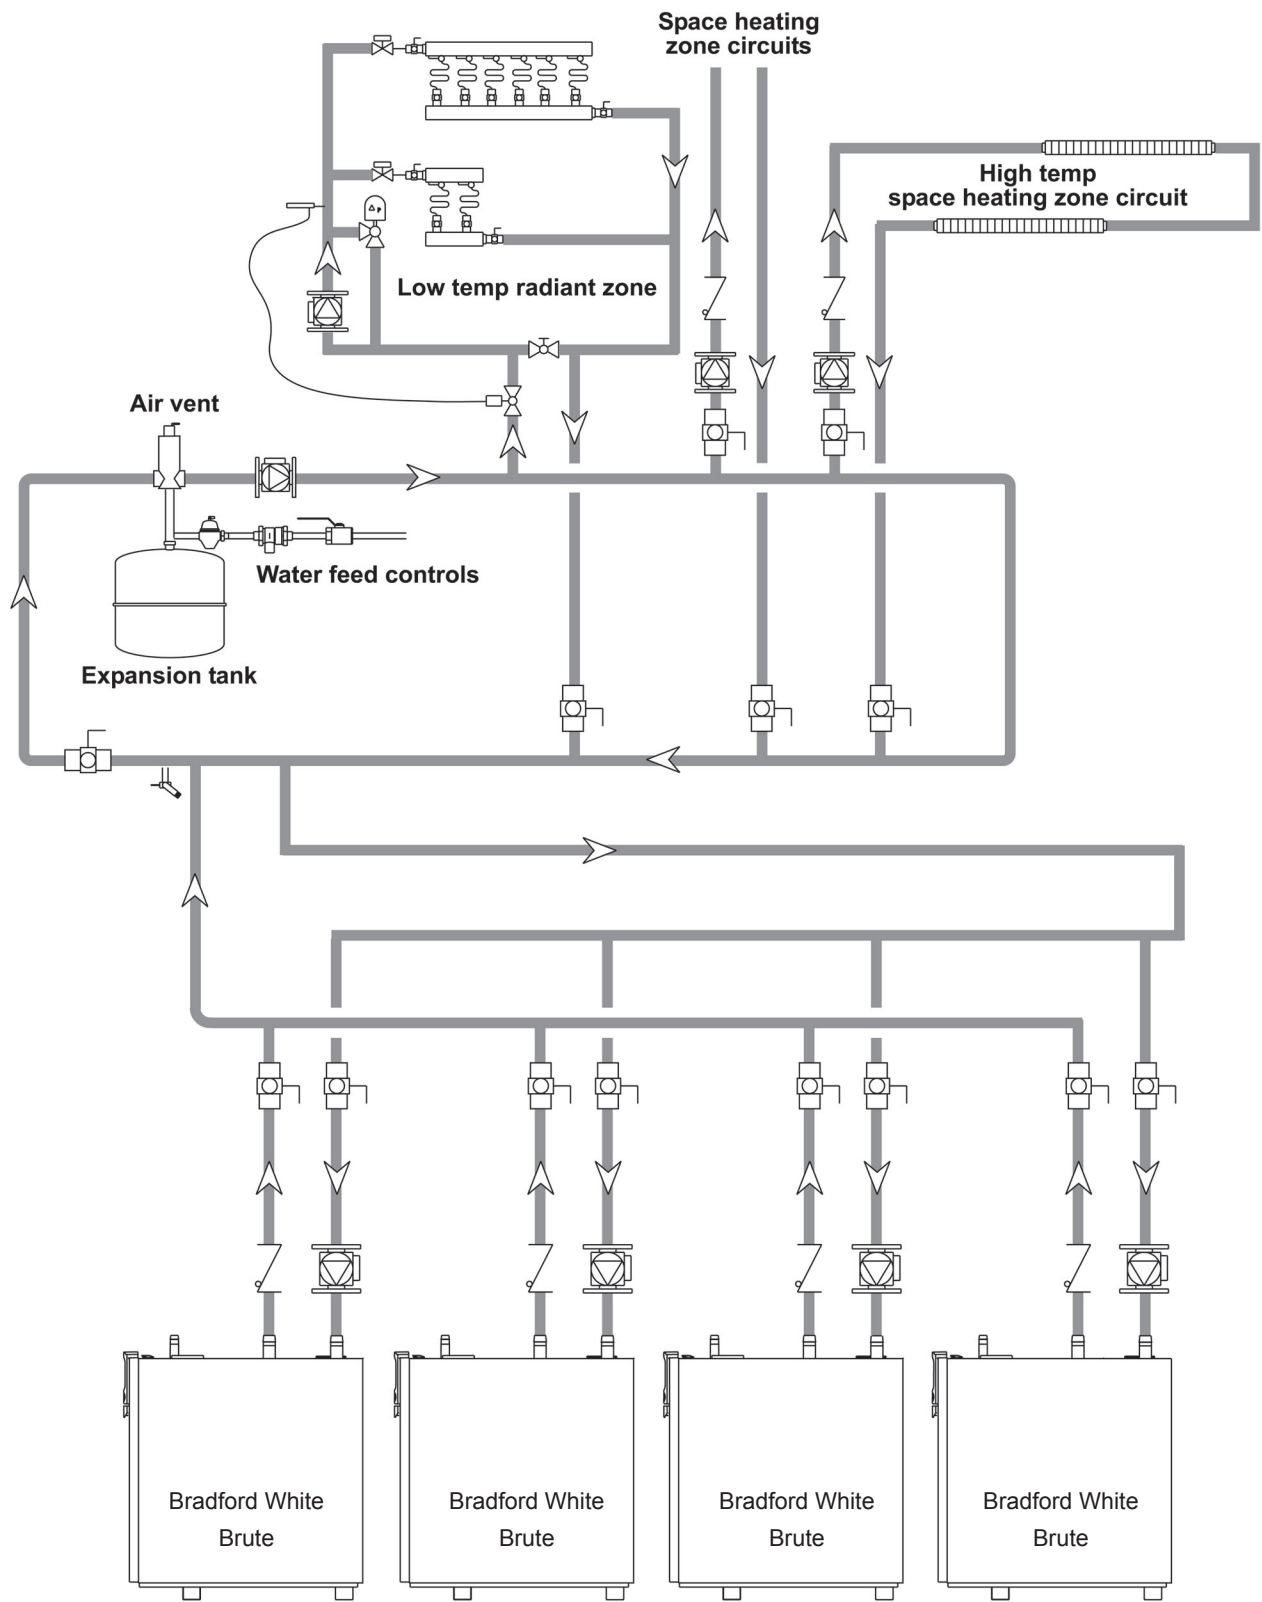 Space heating
zone circuits
High temp
space heating zone circuit
Δ P
Low temp radiant zone
Air vent
Water feed controls
Expansion tank
Bradford White
Brute
Bradford White
Brute
Bradford White
Brute
Bradford White
Brute